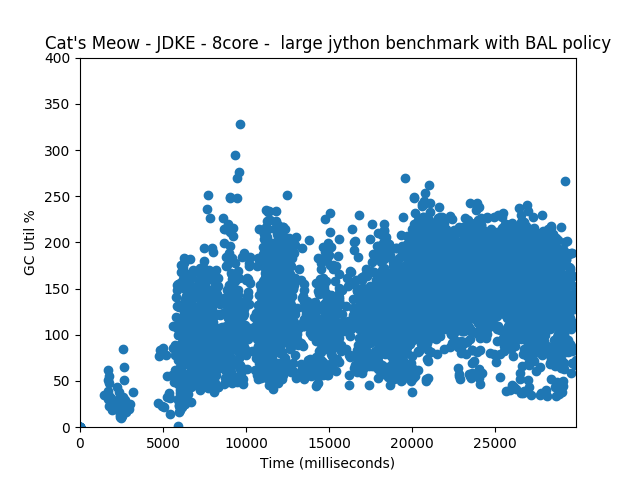 Cat's Meow - JDKE - 8core -  large jython benchmark with BAL policy
400
350
300
250
200
150
100
50
0
GC Util %
0 5000 10000 15000 20000 25000
Time (milliseconds)